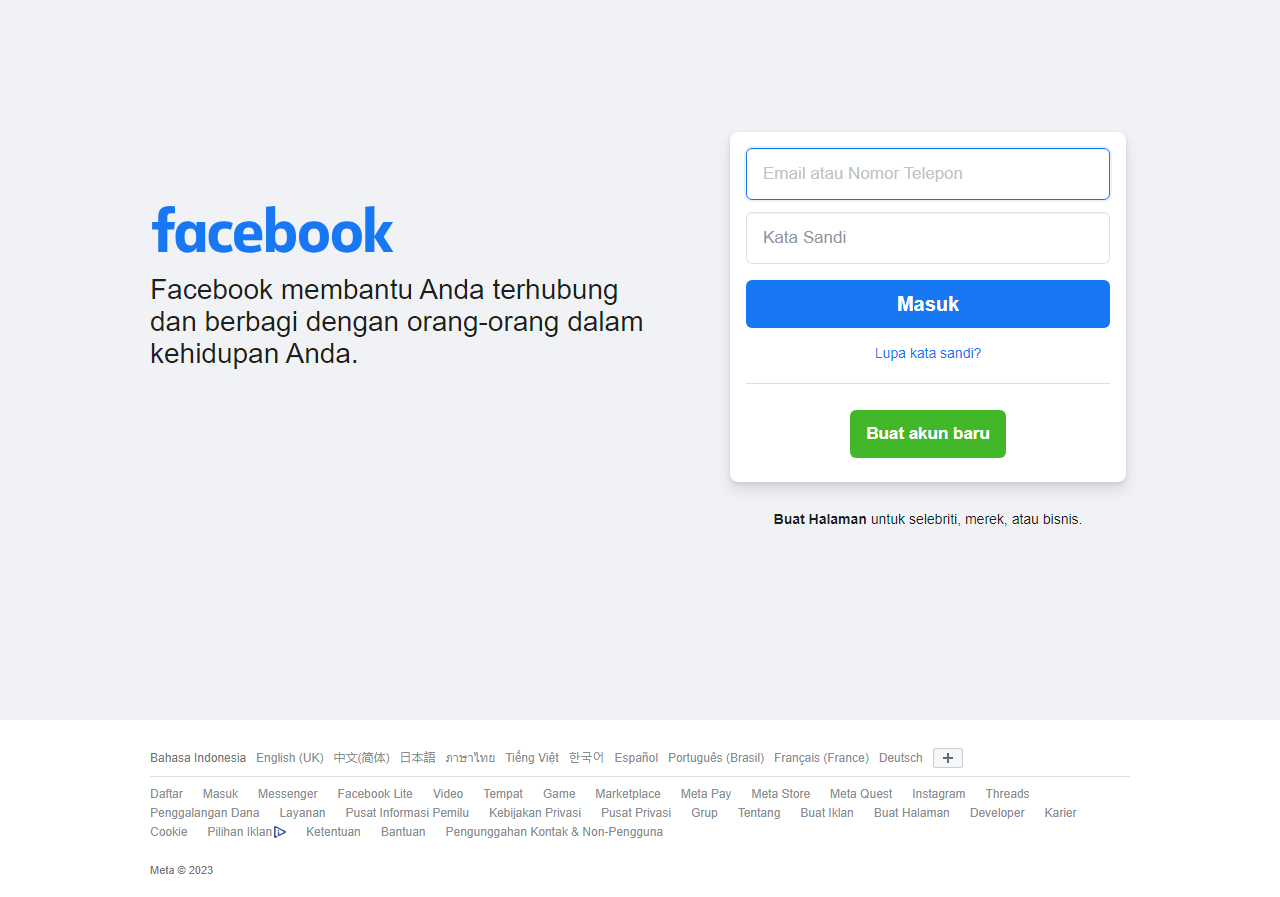 facebook
Facebook membantu Anda terhubung
dan berbagi dengan orang-orang dalam
kehidupan Anda.
Email atau Nomor Telepon
Kata Sandi
Masuk
Lupa kata sandi?
Buat akun baru
Buat Halaman untuk selebriti, merek, atau bisnis.
Bahasa Indonesia English (UK) 中文(简体) 日本語 ภาษาไทย Tiếng Việt 한국어 Español Português (Brasil) Français (France) Deutsch
Daftar Masuk Messenger Facebook Lite Video Tempat Game Marketplace Meta Pay Meta Store Meta Quest Instagram Threads
Penggalangan Dana Layanan Pusat Informasi Pemilu Kebijakan Privasi Pusat Privasi Grup Tentang Buat Iklan Buat Halaman Developer Karier
Cookie Pilihan Iklan Ketentuan Bantuan Pengunggahan Kontak & Non-Pengguna
Meta © 2023